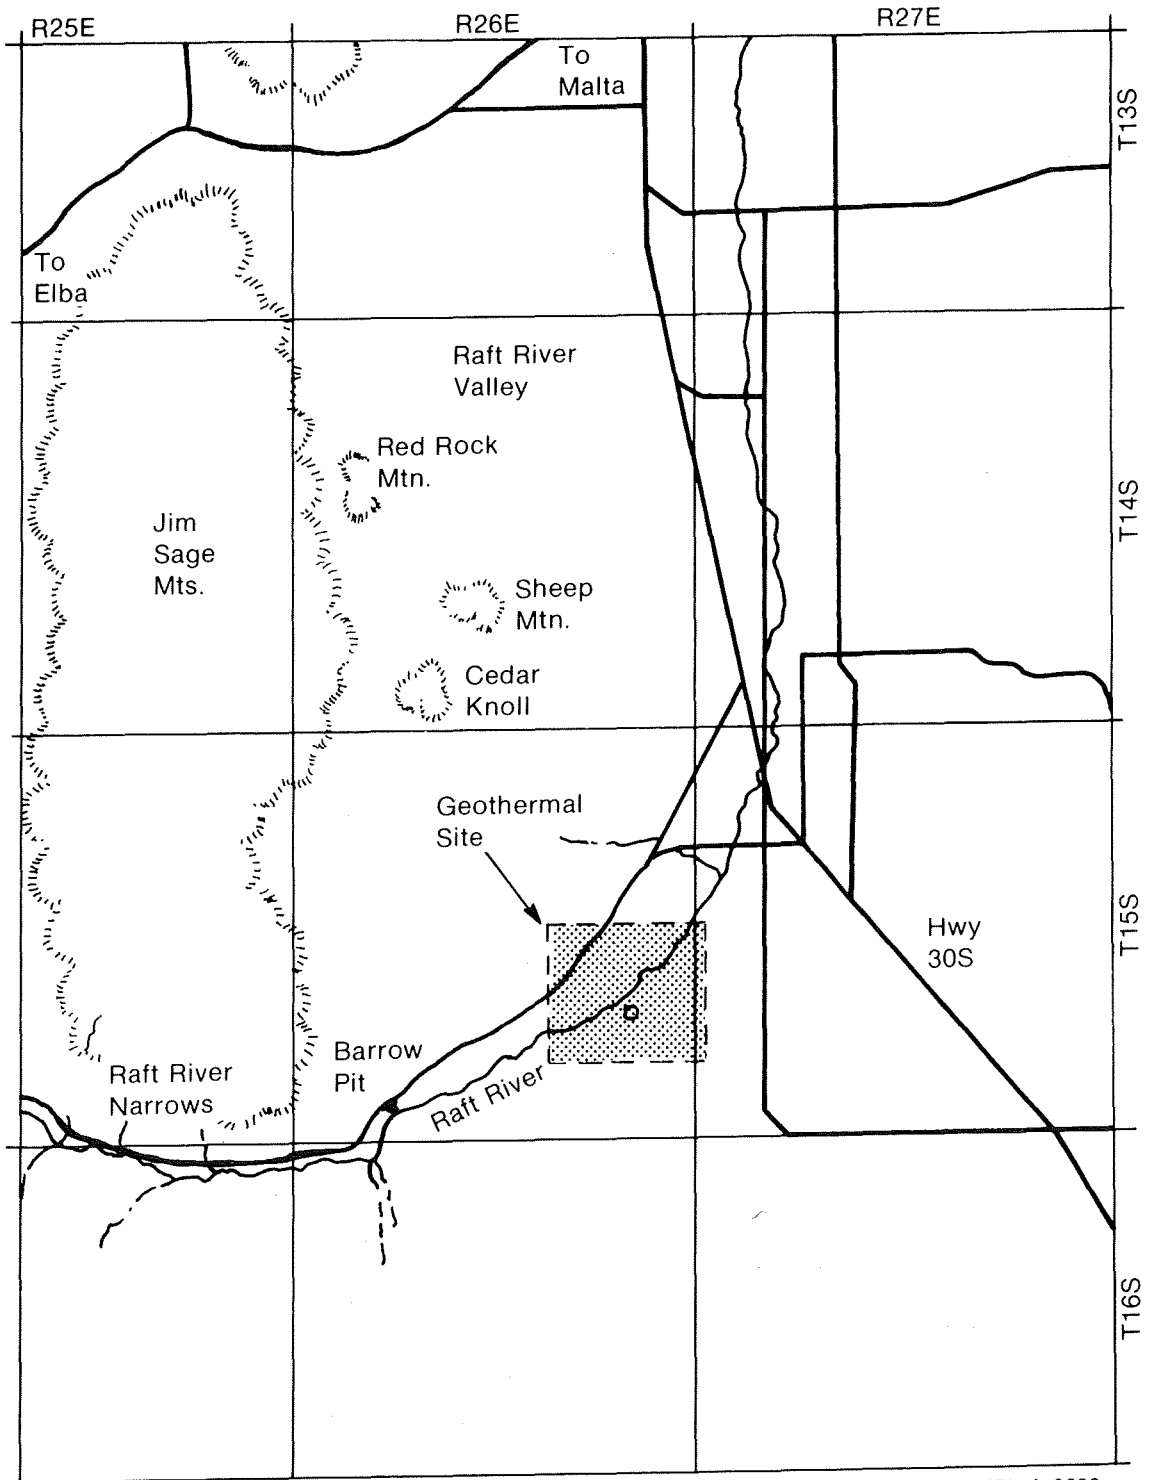 R25E
R26E
R27E
To
Malta
T13S
To
Elba
Raft River
Valley
Red Rock
Mtn.
T14S
Jim
Sage
Mts.
Sheep
Mtn.
Cedar
Knoll
Geothermal
Site
T15S
Hwy
30S
Barrow
Pit
Raft River
Raft River
Narrows
T16S